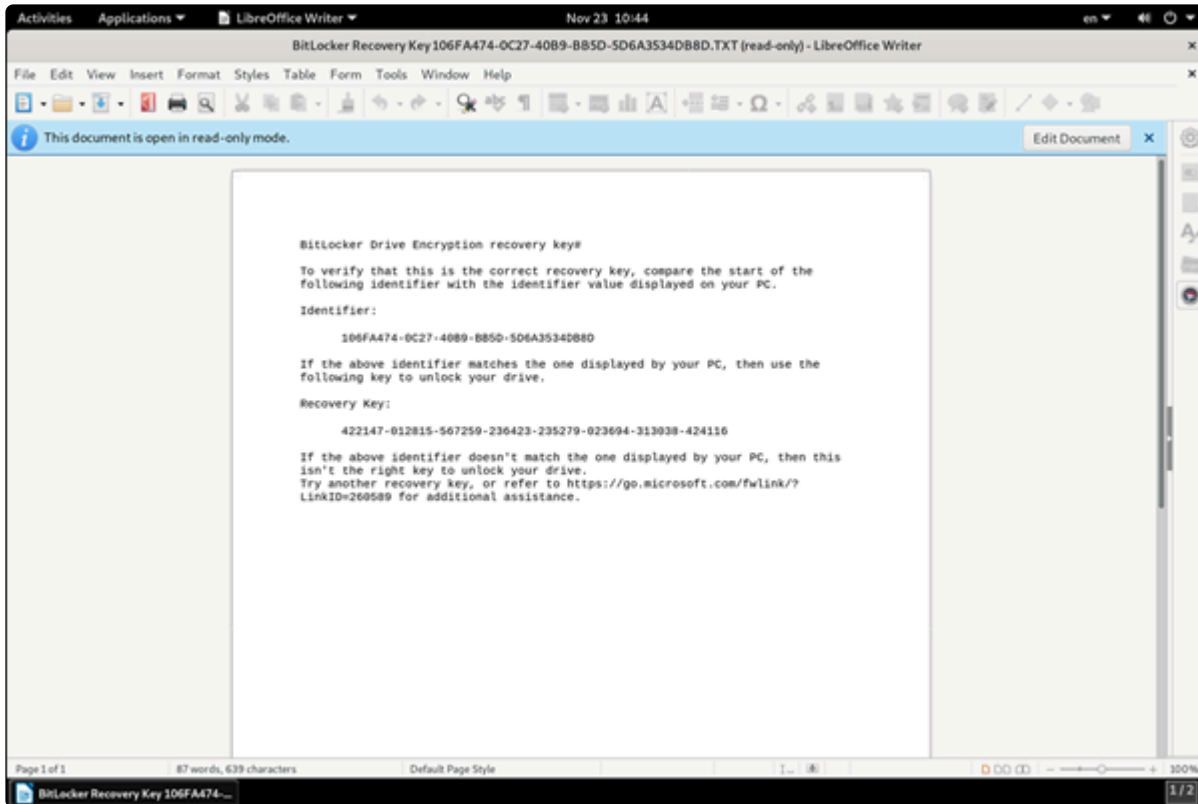 Activities Applications LibreOffice Writer Nov 23 10:44 en
BitLocker Recovery Key 106FA474-0C27-40B9-BB5D-5D6A3534DB8D.TXT (read-only) - LibreOffice Writer
File Edit View Insert Format Styles Table Form Tools Window Help
This document is open in read-only mode. Edit Document
BitLocker Drive Encryption recovery key#
To verify that this is the correct recovery key, compare the start of the
following identifier with the identifier value displayed on your PC.
Identifier:
106FA474-0C27-40B9-BB5D-5D6A3534DB8D
If the above identifier matches the one displayed by your PC, then use the
following key to unlock your drive.
Recovery Key:
422147-012815-567259-236423-235279-023694-313038-424116
If the above identifier doesn't match the one displayed by your PC, then this
isn't the right key to unlock your drive.
Try another recovery key, or refer to https://go.microsoft.com/fwlink/?
LinkID=260589 for additional assistance.
Page 1 of 1 87 words, 639 characters Default Page Style 100%
BitLocker Recovery Key 106FA474-... 1/2